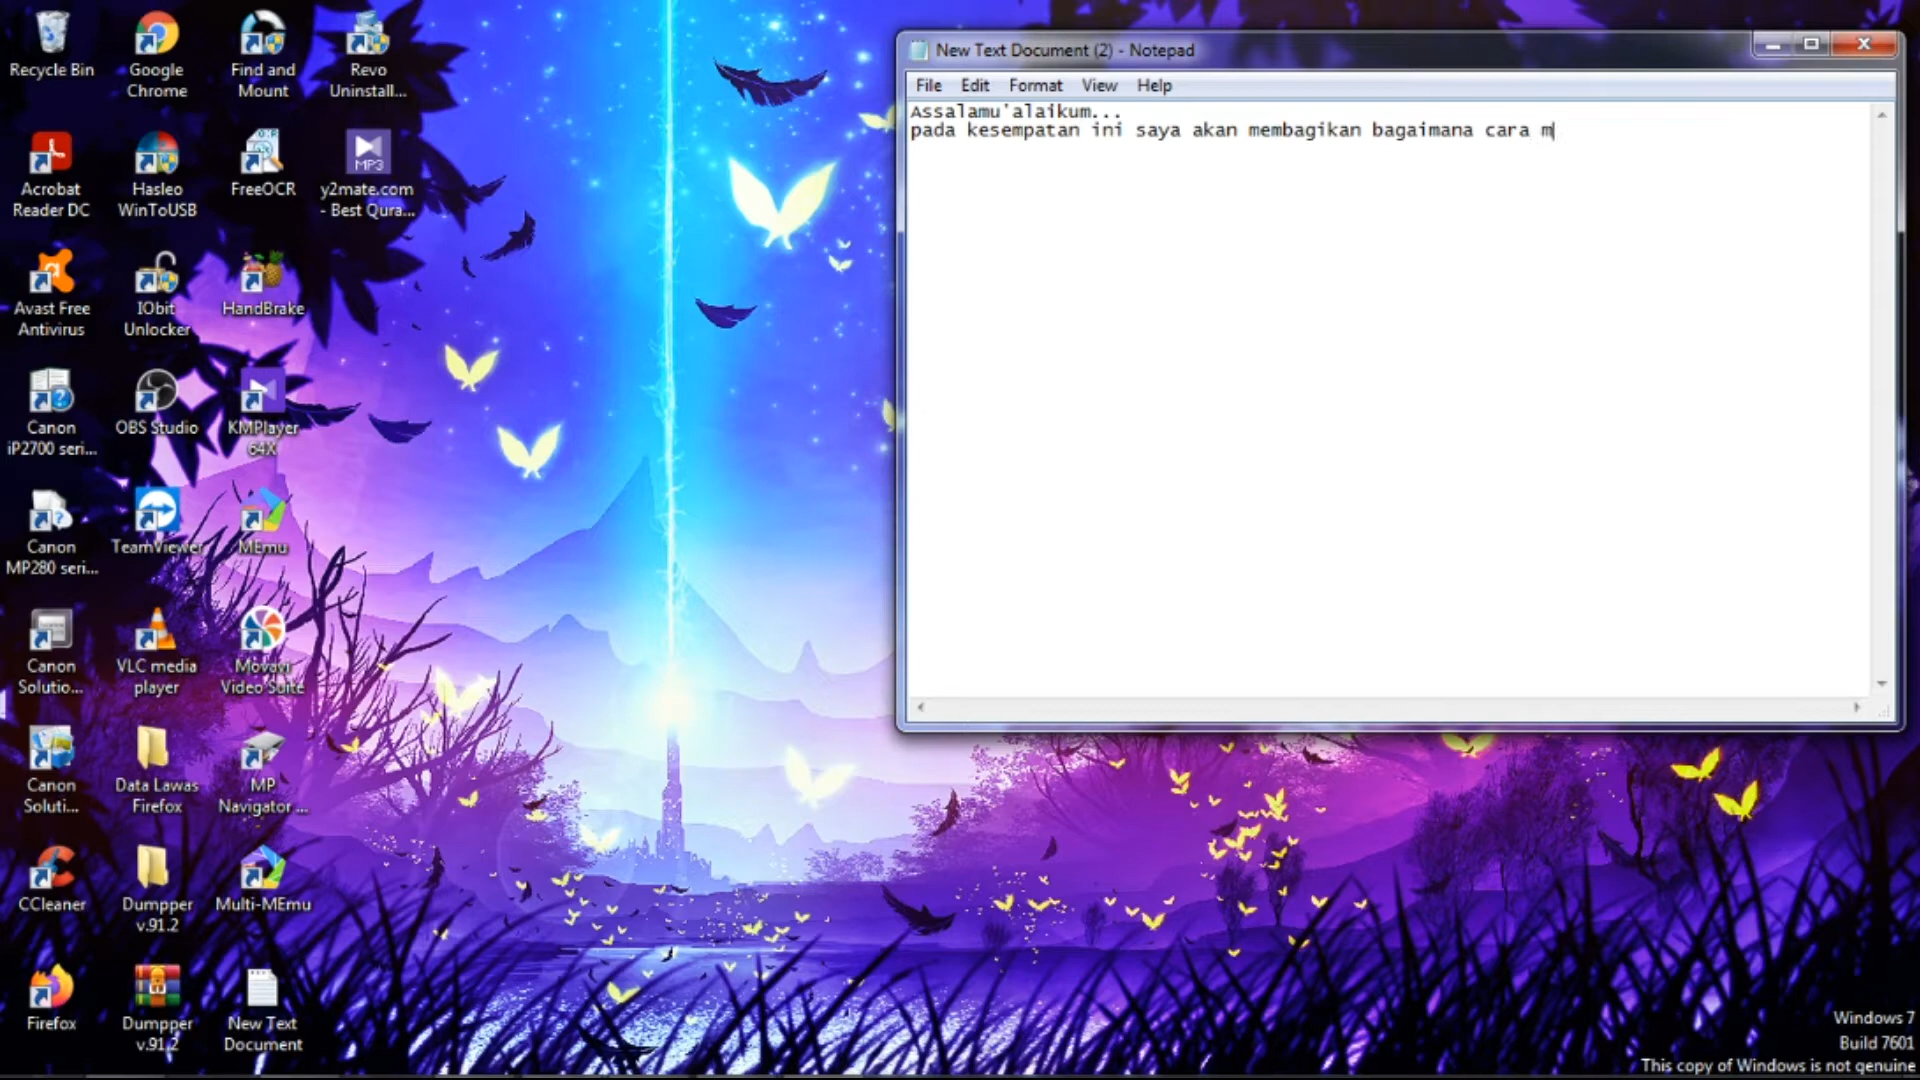 Recycle Bin
Google
Chrome
Find and
Mount
Revo
Uninstall...
Acrobat
Reader DC
Hasleo
WinToUSB
FreeOCR
MP3
y2mate.com
- Best Qura...
Avast Free
Antivirus
IObit
Unlocker
HandBrake
Canon
iP2700 seri...
OBS Studio
KMPlayer
64X
Canon
MP280 seri...
TeamViewer
MEmu
Canon
Solutio...
VLC media
player
Movavi
Video Suite
Canon
Soluti...
Data Lawas
Firefox
MP
Navigator ...
CCleaner
Dumpper
v.91.2
Multi-MEmu
Firefox
Dumpper
v.91.2
New Text
Document
New Text Document (2) - Notepad
File Edit Format View Help
Assalamu'alaikum...
pada kesempatan ini saya akan membagikan bagaimana cara m
Windows 7
Build 7601
This copy of Windows is not genuine